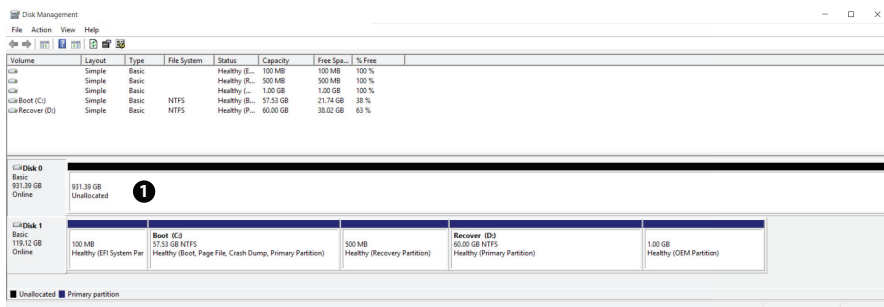 Disk Management
File Action View Help
Volume Layout Type File System Status Capacity Free Spa... % Free
Simple Basic Healthy (E... 100 MB 100 MB 100 %
Simple Basic Healthy (R... 500 MB 500 MB 100 %
Simple Basic Healthy (... 1.00 GB 1.00 GB 100 %
Boot (C:) Simple Basic NTFS Healthy (B... 57.53 GB 21.74 GB 38 %
Recover (D:) Simple Basic NTFS Healthy (P... 60.00 GB 38.02 GB 63 %
Disk 0
Basic
931.39 GB
Online
931.39 GB
Unallocated
1
Disk 1
Basic
119.12 GB
Online
100 MB
Healthy (EFI System Par
Boot (C:)
57.53 GB NTFS
Healthy (Boot, Page File, Crash Dump, Primary Partition)
500 MB
Healthy (Recovery Partition)
Recover (D:)
60.00 GB NTFS
Healthy (Primary Partition)
1.00 GB
Healthy (OEM Partition)
Unallocated Primary partition